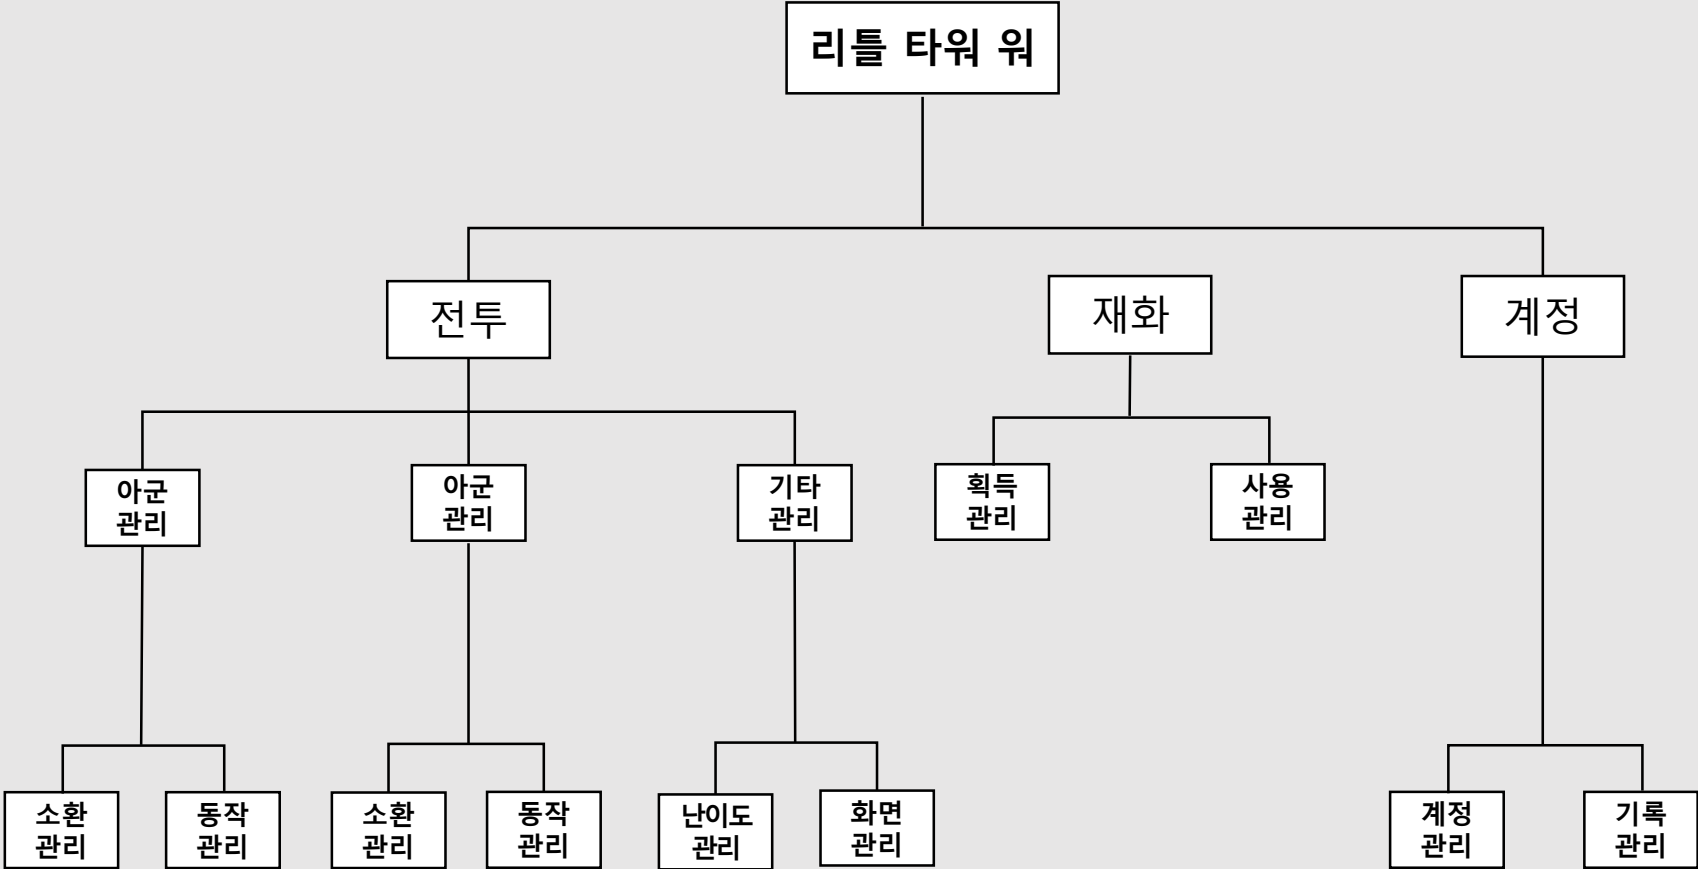 리틀 타워 워
전투
재화
계정
아군
관리
아군
관리
기타
관리
획득
관리
사용
관리
소환
관리
동작
관리
소환
관리
동작
관리
난이도
관리
화면
관리
계정
관리
기록
관리